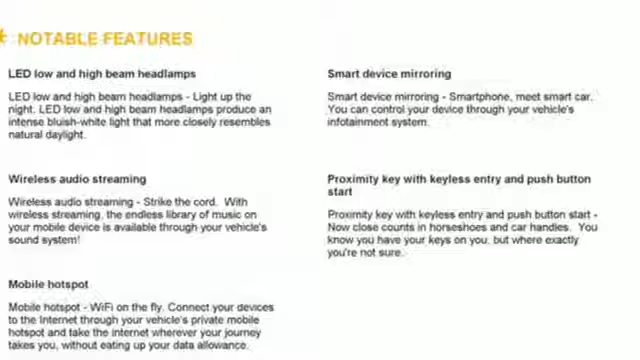 NOTABLE FEATURES
LED low and high beam headlamps
LED low and high beam headlamps - Light up the
night. LED low and high beam headlamps produce an
intense bluish-white light that more closely resembles
natural daylight.
Wireless audio streaming
Wireless audio streaming - Strike the cord. With
wireless streaming, the endless library of music on
your mobile device is available through your vehicle's
sound system!
Mobile hotspot
Mobile hotspot - WiFi on the fly. Connect your devices
to the Internet through your vehicle's private mobile
hotspot and take the internet wherever your journey
takes you, without eating up your data allowance.
Smart device mirroring
Smart device mirroring - Smartphone, meet smart car.
You can control your device through your vehicle's
infotainment system.
Proximity key with keyless entry and push button
start
Proximity key with keyless entry and push button start -
Now close counts in horseshoes and car handles. You
know you have your keys on you, but where exactly
you're not sure.